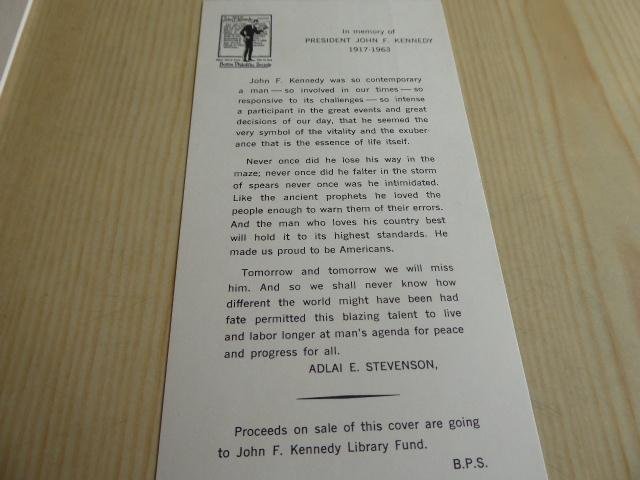 In memory of
PRESIDENT JOHN F. KENNEDY
1917-1963
Boston Philatelic Society
John F. Kennedy was so contemporary
a man — so involved in our times — so
responsive to its challenges — so intense
a participant in the great events and great
decisions of our day, that he seemed the
very symbol of the vitality and the exuber-
ance that is the essence of life itself.
Never once did he lose his way in the
maze; never once did he falter in the storm
of spears never once was he intimidated.
Like the ancient prophets he loved the
people enough to warn them of their errors.
And the man who loves his country best
will hold it to its highest standards. He
made us proud to be Americans.
Tomorrow and tomorrow we will miss
him. And so we shall never know how
different the world might have been had
fate permitted this blazing talent to live
and labor longer at man's agenda for peace
and progress for all.
ADLAI E. STEVENSON,
Proceeds on sale of this cover are going
to John F. Kennedy Library Fund.
B.P.S.